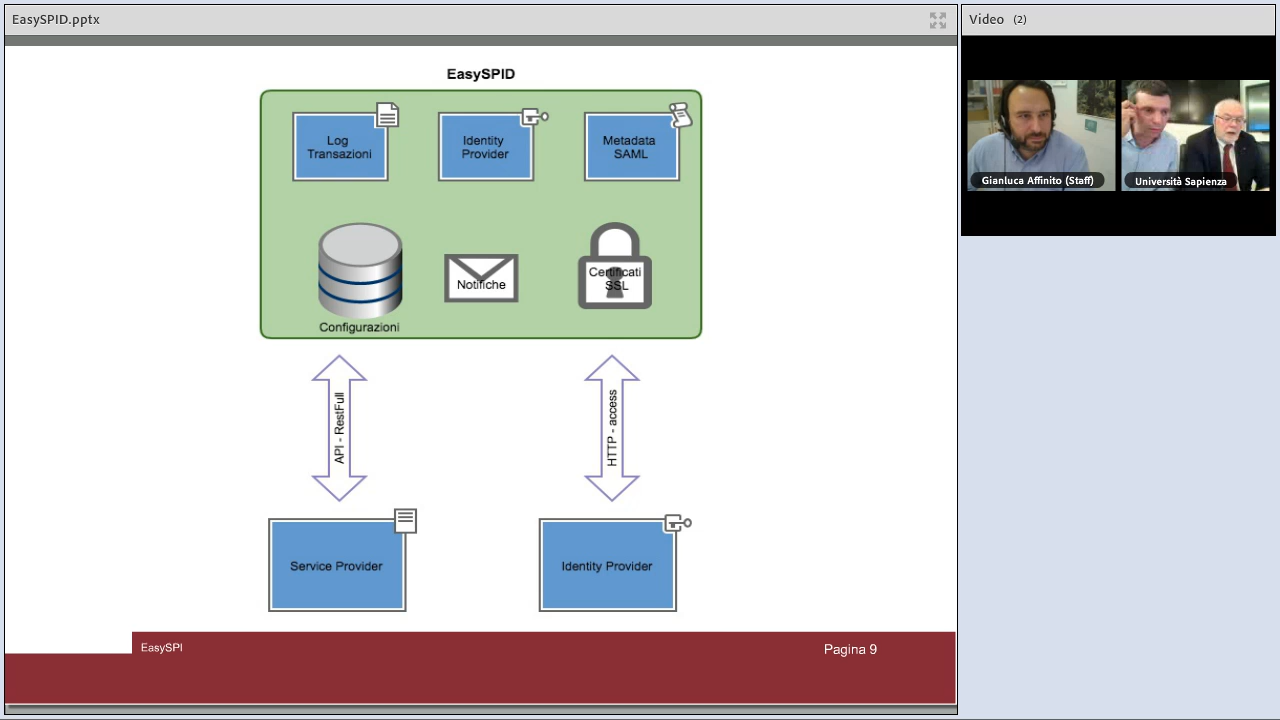 EasySPID.pptx
Video (2)
EasySPID
Log
Transazioni
Identity
Provider
Metadata
SAML
Configurazioni
Notifiche
Certificati
SSL
API - RestFull
HTTP - access
Service Provider
Identity Provider
EasySPI
Pagina 9
Gianluca Affinito (Staff)
Università Sapienza